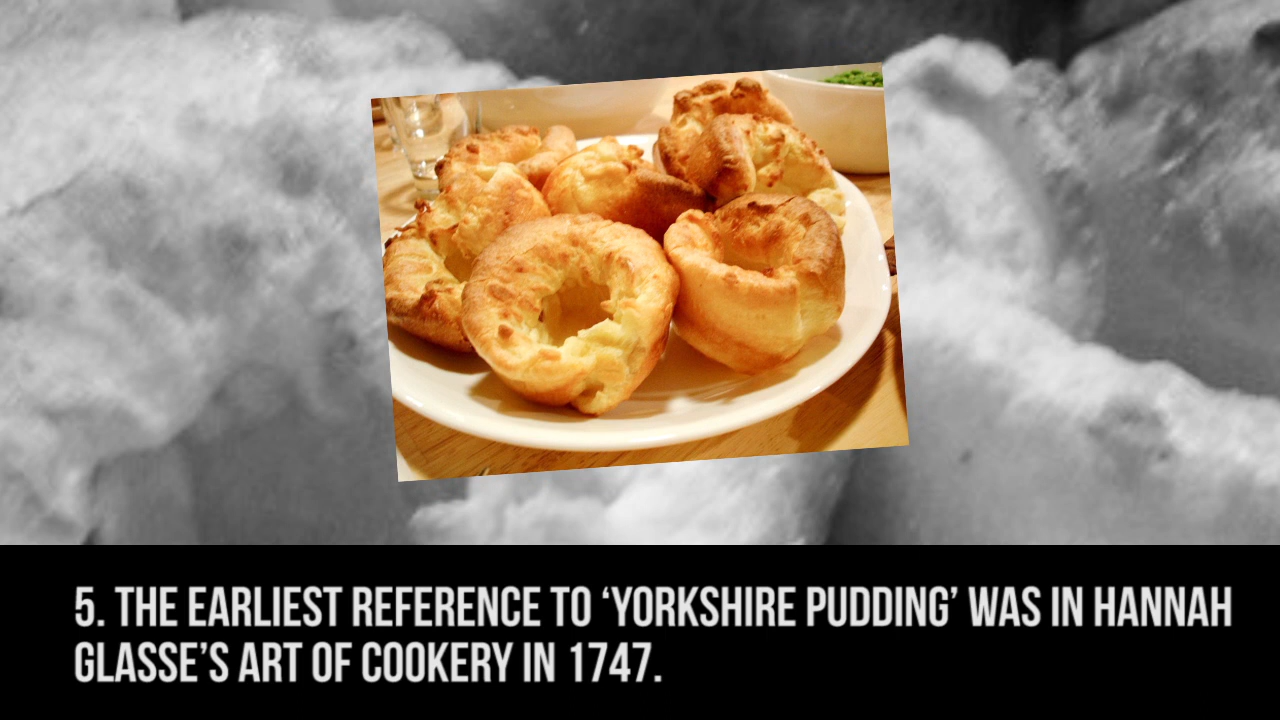 5. THE EARLIEST REFERENCE TO ‘YORKSHIRE PUDDING’ WAS IN HANNAH
GLASSE’S ART OF COOKERY IN 1747.